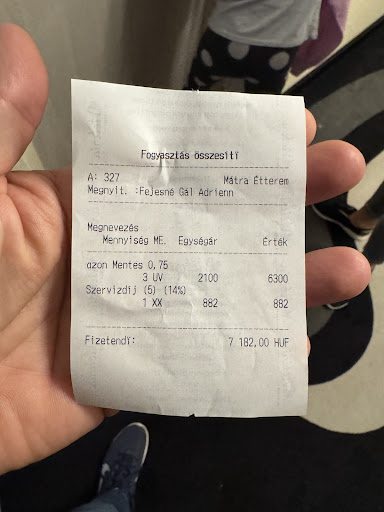 Fogyasztás összesítő
A: 327 Mátra Étterem
Megnyit. :Fejesné Gál Adrienn
Megnevezés
Mennyiség ME. Egységár Érték
azon Mentes 0,75
3 UV 2100 6300
Szervizdíj (5) (14%)
1 XX 882 882
Fizetendő: 7 182,00 HUF